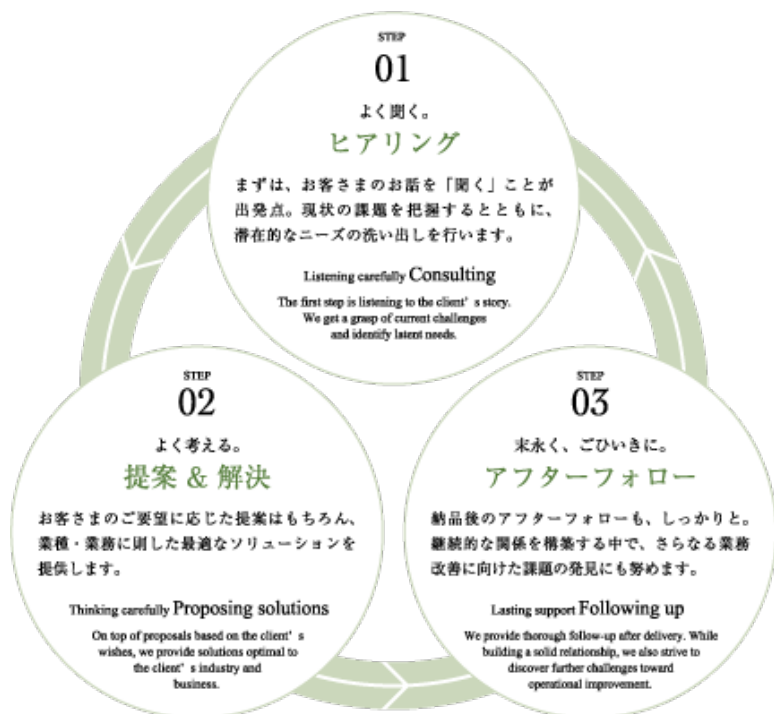 STEP
01
よく聞く。
ヒアリング
まずは、お客さまのお話を「聞く」ことが
出発点。現状の課題を把握するとともに、
潜在的なニーズの洗い出しを行います。
Listening carefully Consulting
The first step is listening to the client’s story.
We get a grasp of current challenges
and identify latent needs.
STEP
02
よく考える。
提案 & 解決
お客さまのご要望に応じた提案はもちろん、
業種・業務に則した最適なソリューションを
提供します。
Thinking carefully Proposing solutions
On top of proposals based on the client’s
wishes, we provide solutions optimal to
the client’s industry and
business.
STEP
03
末永く、ごひいきに。
アフターフォロー
納品後のアフターフォローも、しっかりと。
継続的な関係を構築する中で、さらなる業務
改善に向けた課題の発見にも努めます。
Lasting support Following up
We provide thorough follow-up after delivery. While
building a solid relationship, we also strive to
discover further challenges toward
operational improvement.